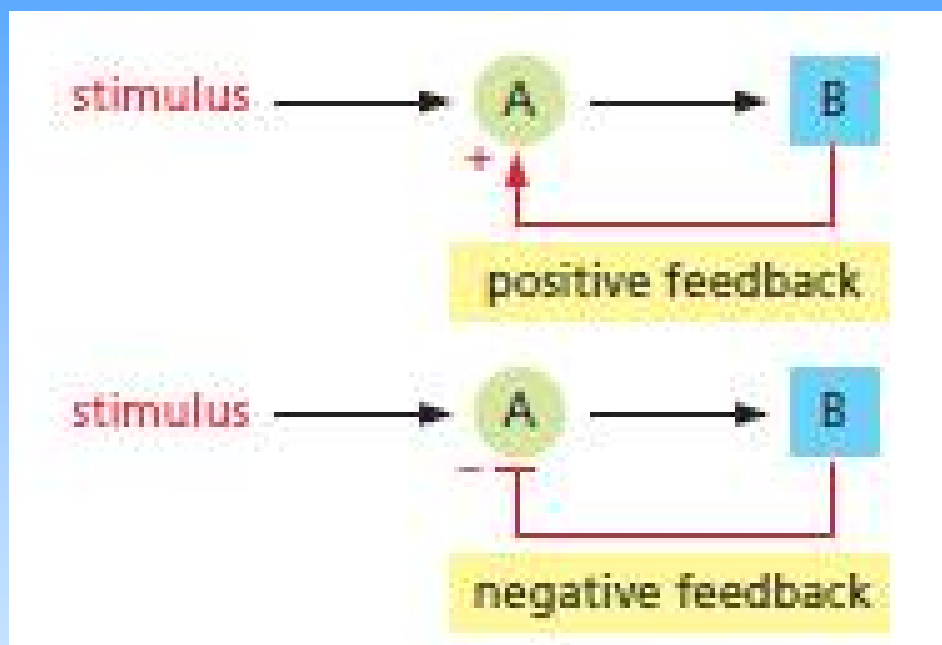 stimulus A B
+
positive feedback
stimulus A B
–
negative feedback